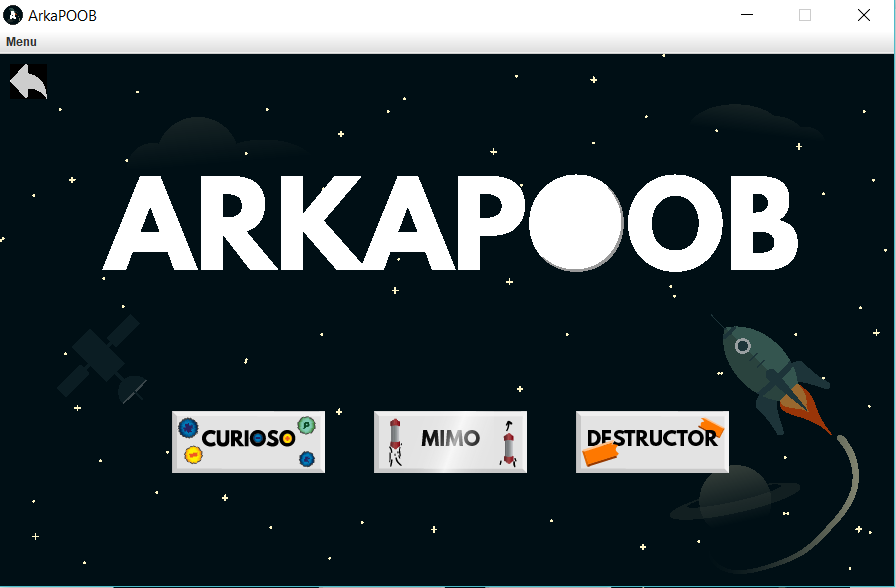 ArkaPOOB
Menu
ARKAPOOB
CURIOSO
MIMO
DESTRUCTOR